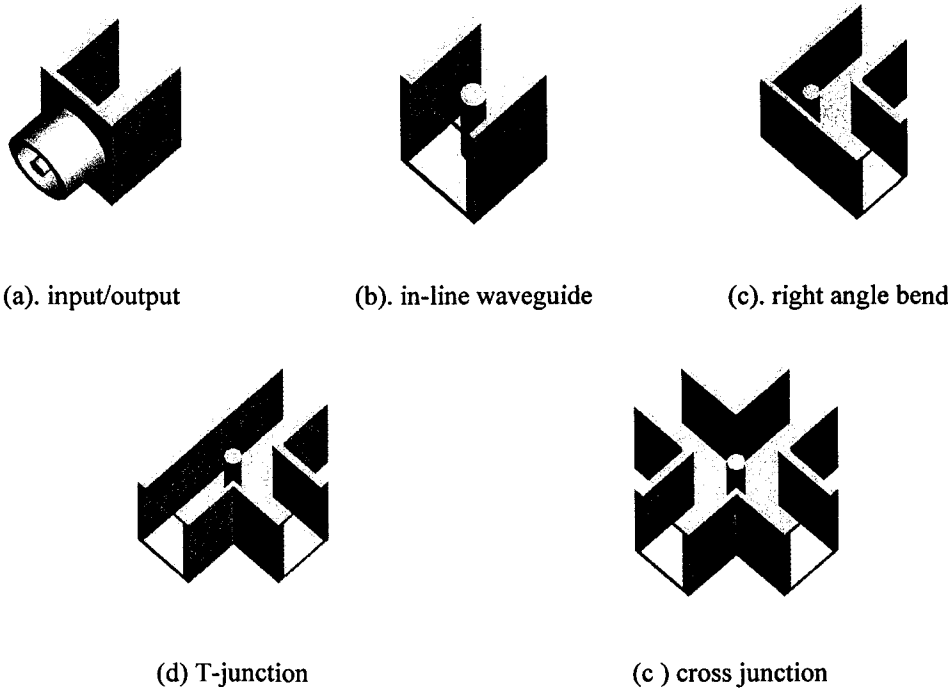 (a). input/output
(b). in-line waveguide
(c). right angle bend
(d) T-junction
(c ) cross junction